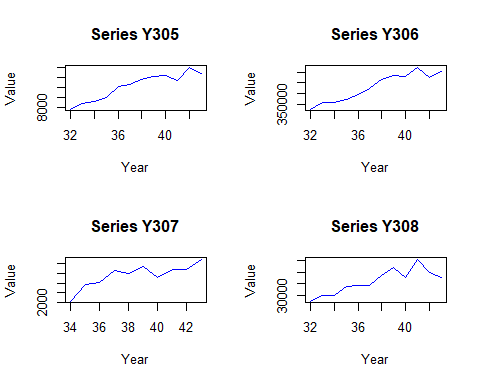 Series Y305
Value
8000
32 36 40
Year
Series Y306
Value
350000
32 36 40
Year
Series Y307
Value
2000
34 36 38 40 42
Year
Series Y308
Value
30000
32 36 40
Year